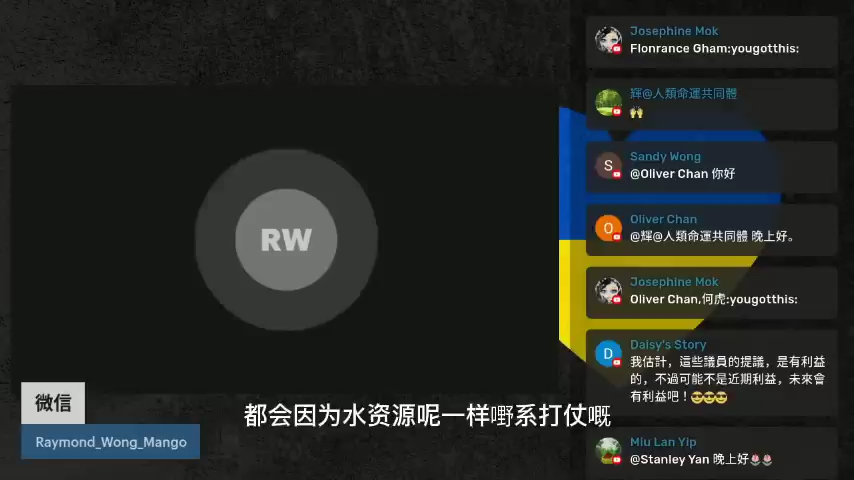 RW
微信
Raymond_Wong_Mango
都会因为水资源呢一样嘢系打仗嘅
Josephine Mok
Flonrance Gham:yougotthis:
輝@人類命運共同體
🙌
Sandy Wong
S
@Oliver Chan 你好
Oliver Chan
O
@輝@人類命運共同體 晚上好。
Josephine Mok
Oliver Chan,何虎:yougotthis:
Daisy's Story
D
我估計，這些議員的提議，是有利益
的，不過可能不是近期利益，未來會
有利益吧！😎😎😎
Miu Lan Yip
@Stanley Yan 晚上好🌷🌷